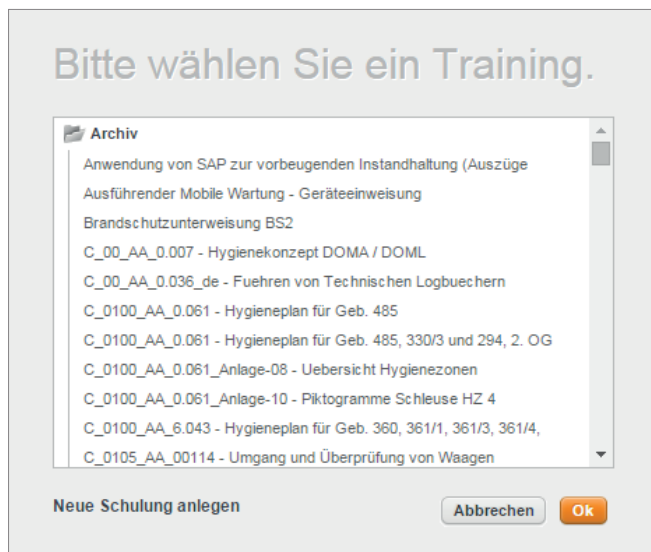 Bitte wählen Sie ein Training.
Archiv
Anwendung von SAP zur vorbeugenden Instandhaltung (Auszüge
Ausführender Mobile Wartung - Geräteeinweisung
Brandschutzunterweisung BS2
C_00_AA_0.007 - Hygienekonzept DOMA / DOML
C_00_AA_0.036_de - Fuehren von Technischen Logbuechern
C_0100_AA_0.061 - Hygieneplan für Geb. 485
C_0100_AA_0.061 - Hygieneplan für Geb. 485, 330/3 und 294, 2. OG
C_0100_AA_0.061_Anlage-08 - Uebersicht Hygienezonen
C_0100_AA_0.061_Anlage-10 - Piktogramme Schleuse HZ 4
C_0100_AA_6.043 - Hygieneplan für Geb. 360, 361/1, 361/3, 361/4,
C_0105_AA_00114 - Umgang und Überprüfung von Waagen
Neue Schulung anlegen
Abbrechen
Ok